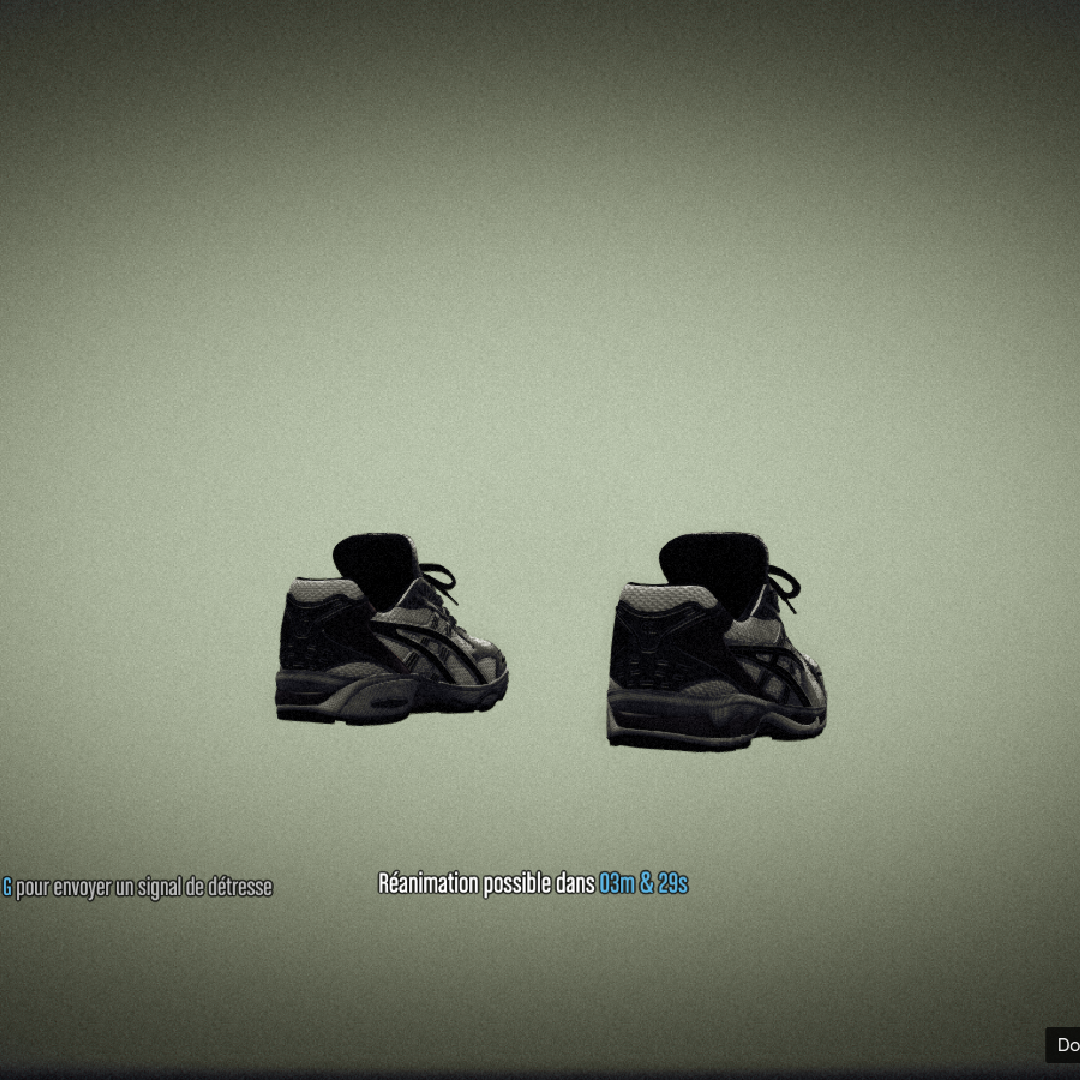 G pour envoyer un signal de détresse
Réanimation possible dans 03m & 29s
Do